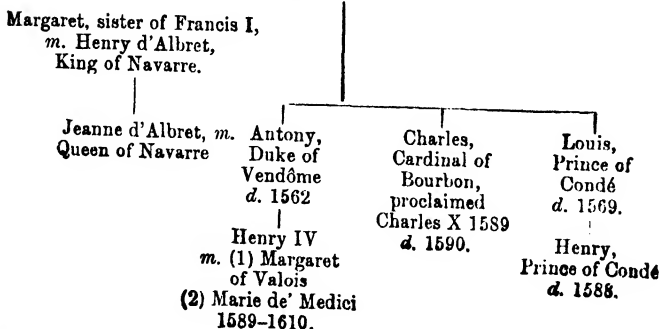 Margaret, sister of Francis I,
m. Henry d'Albret,
King of Navarre.
Jeanne d'Albret, m.
Queen of Navarre
Antony,
Duke of
Vendôme
d. 1562
Henry IV
m. (1) Margaret
of Valois
(2) Marie de' Medici
1589–1610.
Charles,
Cardinal of
Bourbon,
proclaimed
Charles X 1589
d. 1590.
Louis,
Prince of
Condé
d. 1569.
Henry,
Prince of Condé
d. 1588.